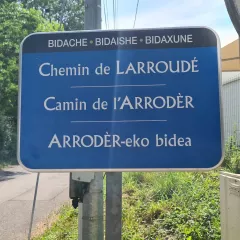 BIDACHE • BIDAISHE • BIDAXUNE
Chemin de LARROUDÉ
Camin de l'ARRODÈR
ARRODÈR-eko bidea